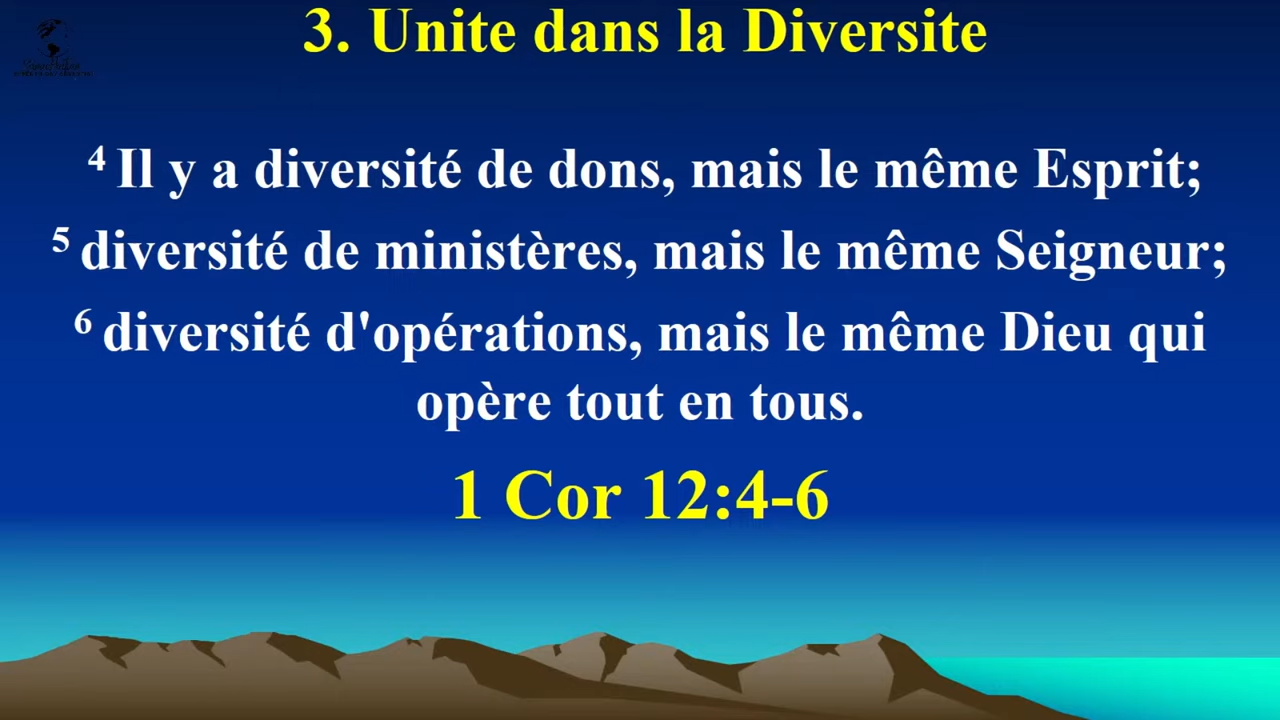 3. Unite dans la Diversite
4 Il y a diversité de dons, mais le même Esprit;
5 diversité de ministères, mais le même Seigneur;
6 diversité d'opérations, mais le même Dieu qui
opère tout en tous.
1 Cor 12:4-6